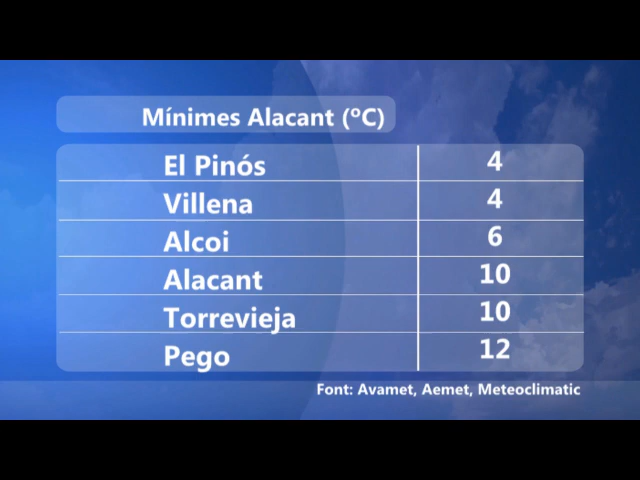 Mínimes Alacant (ºC)
El Pinós 4
Villena 4
Alcoi 6
Alacant 10
Torrevieja 10
Pego 12
Font: Avamet, Aemet, Meteoclimatic